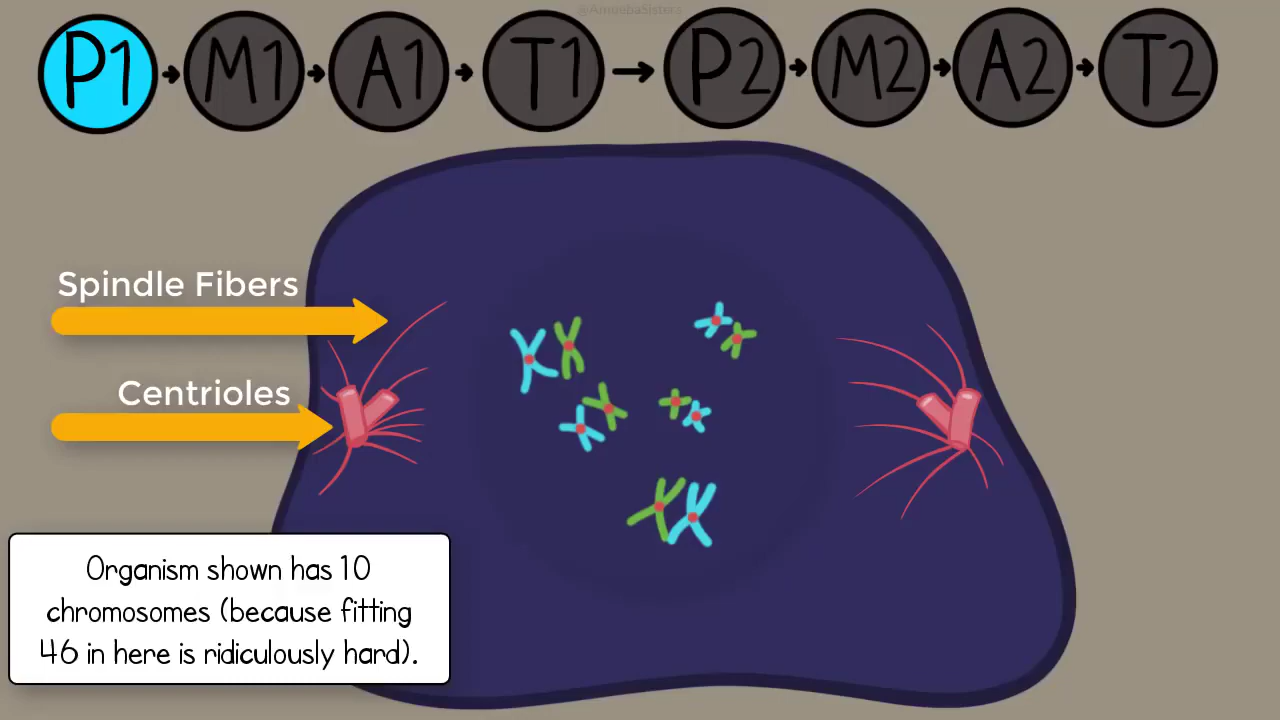 @AmoebaSisters
P1 M1 A1 T1 P2 M2 A2 T2
Spindle Fibers
Centrioles
Organism shown has 10
chromosomes (because fitting
46 in here is ridiculously hard).